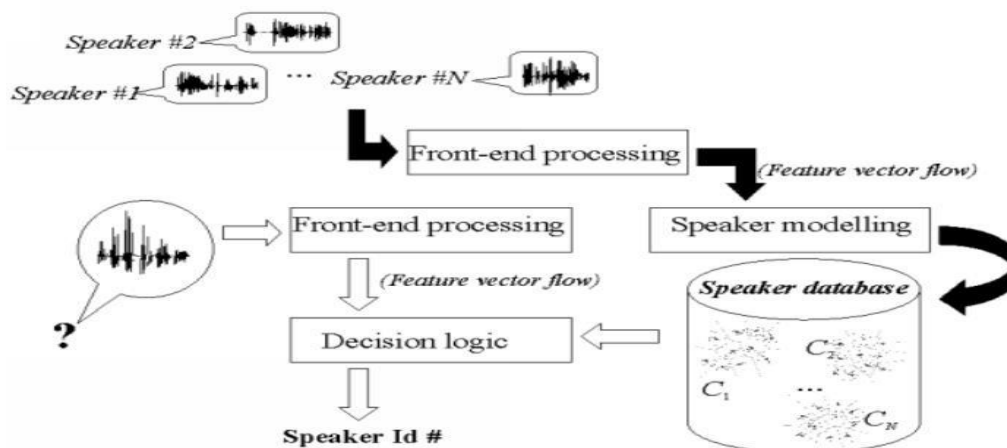 Speaker #2
Speaker #1
... Speaker #N
Front-end processing
(Feature vector flow)
Front-end processing
Speaker modelling
(Feature vector flow)
Speaker database
?
Decision logic
C1
C2
...
CN
Speaker Id #